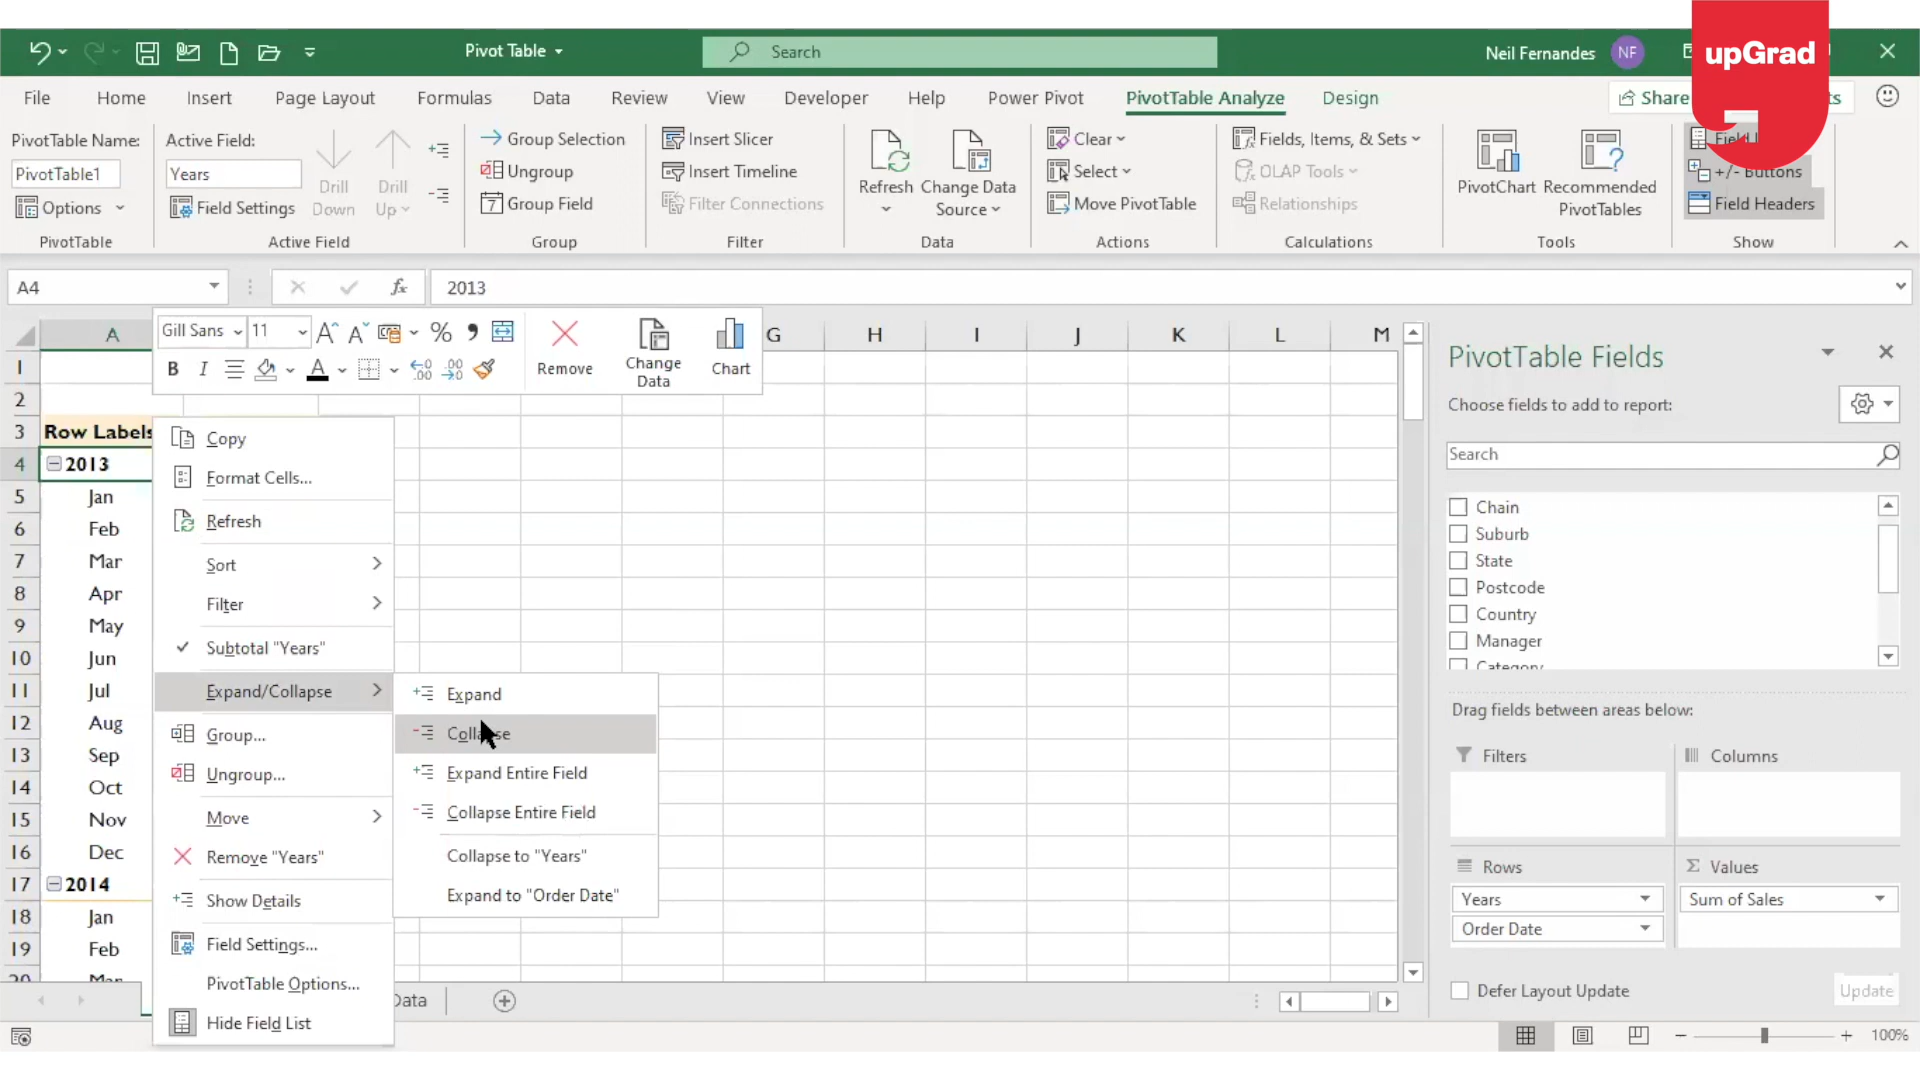 Pivot Table
Search
Neil Fernandes
NF
upGrad
File
Home
Insert
Page Layout
Formulas
Data
Review
View
Developer
Help
Power Pivot
PivotTable Analyze
Design
Share
PivotTable Name:
PivotTable1
Options
PivotTable
Active Field:
Years
Field Settings
Drill Down
Drill Up
Active Field
Group Selection
Ungroup
Group Field
Group
Insert Slicer
Insert Timeline
Filter Connections
Filter
Refresh
Change Data Source
Data
Clear
Select
Move PivotTable
Actions
Fields, Items, & Sets
OLAP Tools
Relationships
Calculations
PivotChart
Recommended PivotTables
Tools
Field
+/- Buttons
Field Headers
Show
A4
fx
2013
Gill Sans
11
%
B
I
A
Remove
Change Data
Chart
A
G
H
I
J
K
L
M
1
2
3 Row Labels
4 2013
5 Jan
6 Feb
7 Mar
8 Apr
9 May
10 Jun
11 Jul
12 Aug
13 Sep
14 Oct
15 Nov
16 Dec
17 2014
18 Jan
19 Feb
20 Mar
Copy
Format Cells...
Refresh
Sort
Filter
Subtotal "Years"
Expand/Collapse
Group...
Ungroup...
Move
Remove "Years"
Show Details
Field Settings...
PivotTable Options...
Hide Field List
Expand
Collapse
Expand Entire Field
Collapse Entire Field
Collapse to "Years"
Expand to "Order Date"
PivotTable Fields
Choose fields to add to report:
Search
Chain
Suburb
State
Postcode
Country
Manager
Category
Drag fields between areas below:
Filters
Columns
Rows
Years
Order Date
Σ Values
Sum of Sales
Defer Layout Update
Update
Data
100%